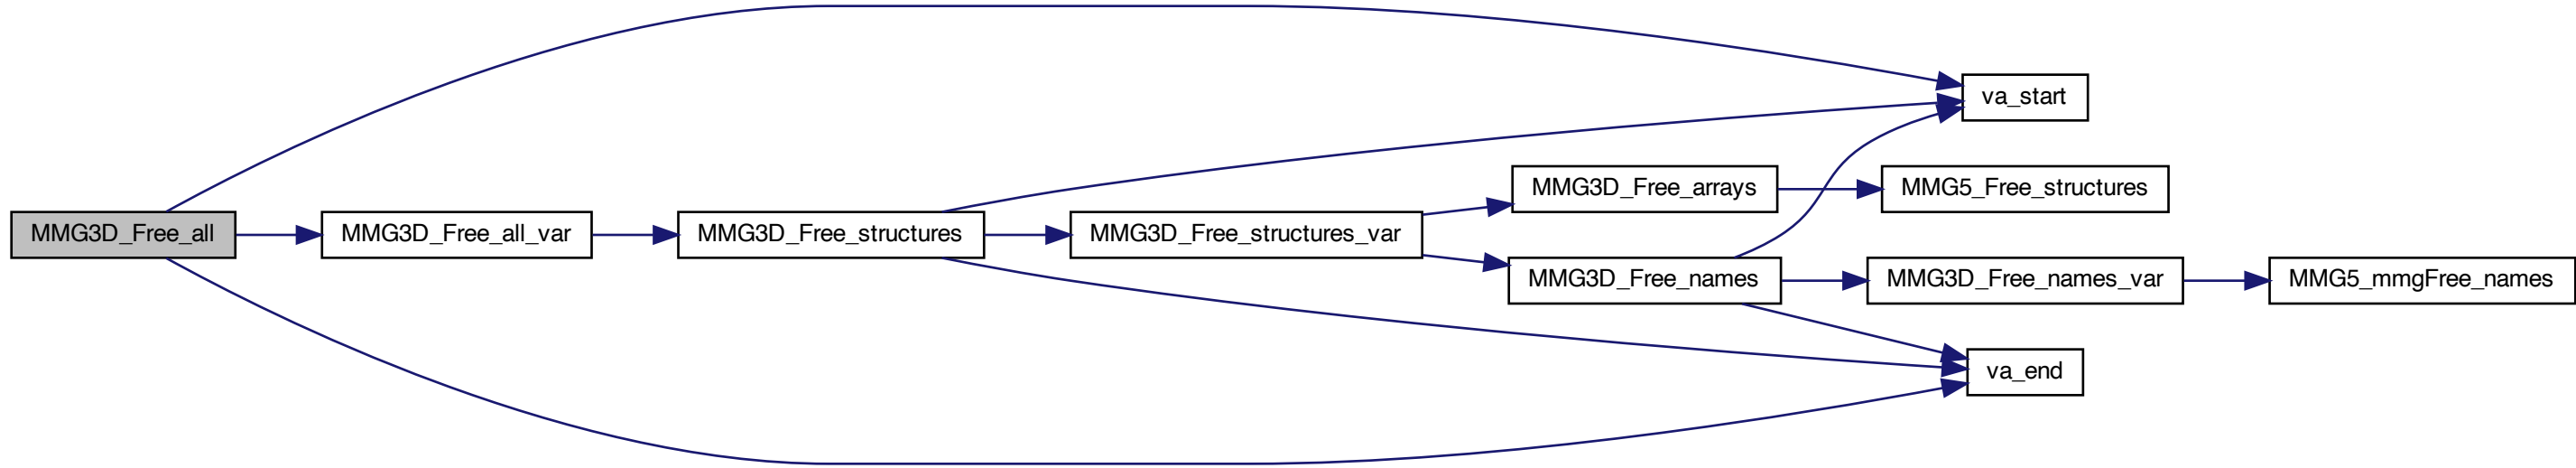 MMG3D_Free_all
MMG3D_Free_all_var
MMG3D_Free_structures
MMG3D_Free_structures_var
MMG3D_Free_arrays
MMG3D_Free_names
va_start
MMG5_Free_structures
MMG3D_Free_names_var
va_end
MMG5_mmgFree_names